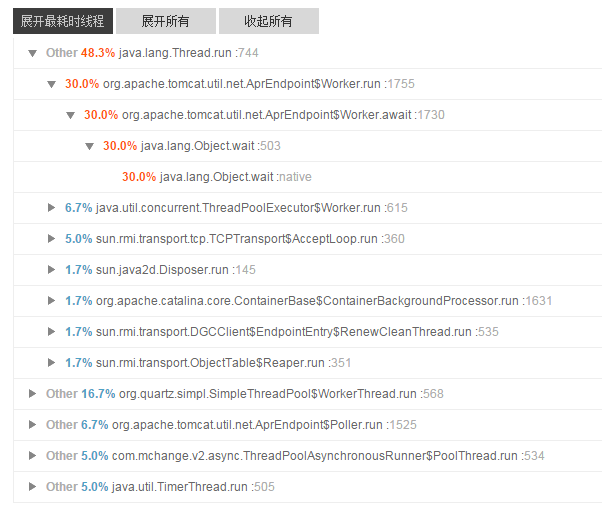 展开最耗时线程 展开所有 收起所有
Other 48.3% java.lang.Thread.run :744
30.0% org.apache.tomcat.util.net.AprEndpoint$Worker.run :1755
30.0% org.apache.tomcat.util.net.AprEndpoint$Worker.await :1730
30.0% java.lang.Object.wait :503
30.0% java.lang.Object.wait :native
6.7% java.util.concurrent.ThreadPoolExecutor$Worker.run :615
5.0% sun.rmi.transport.tcp.TCPTransport$AcceptLoop.run :360
1.7% sun.java2d.Disposer.run :145
1.7% org.apache.catalina.core.ContainerBase$ContainerBackgroundProcessor.run :1631
1.7% sun.rmi.transport.DGCClient$EndpointEntry$RenewCleanThread.run :535
1.7% sun.rmi.transport.ObjectTable$Reaper.run :351
Other 16.7% org.quartz.simpl.SimpleThreadPool$WorkerThread.run :568
Other 6.7% org.apache.tomcat.util.net.AprEndpoint$Poller.run :1525
Other 5.0% com.mchange.v2.async.ThreadPoolAsynchronousRunner$PoolThread.run :534
Other 5.0% java.util.TimerThread.run :505